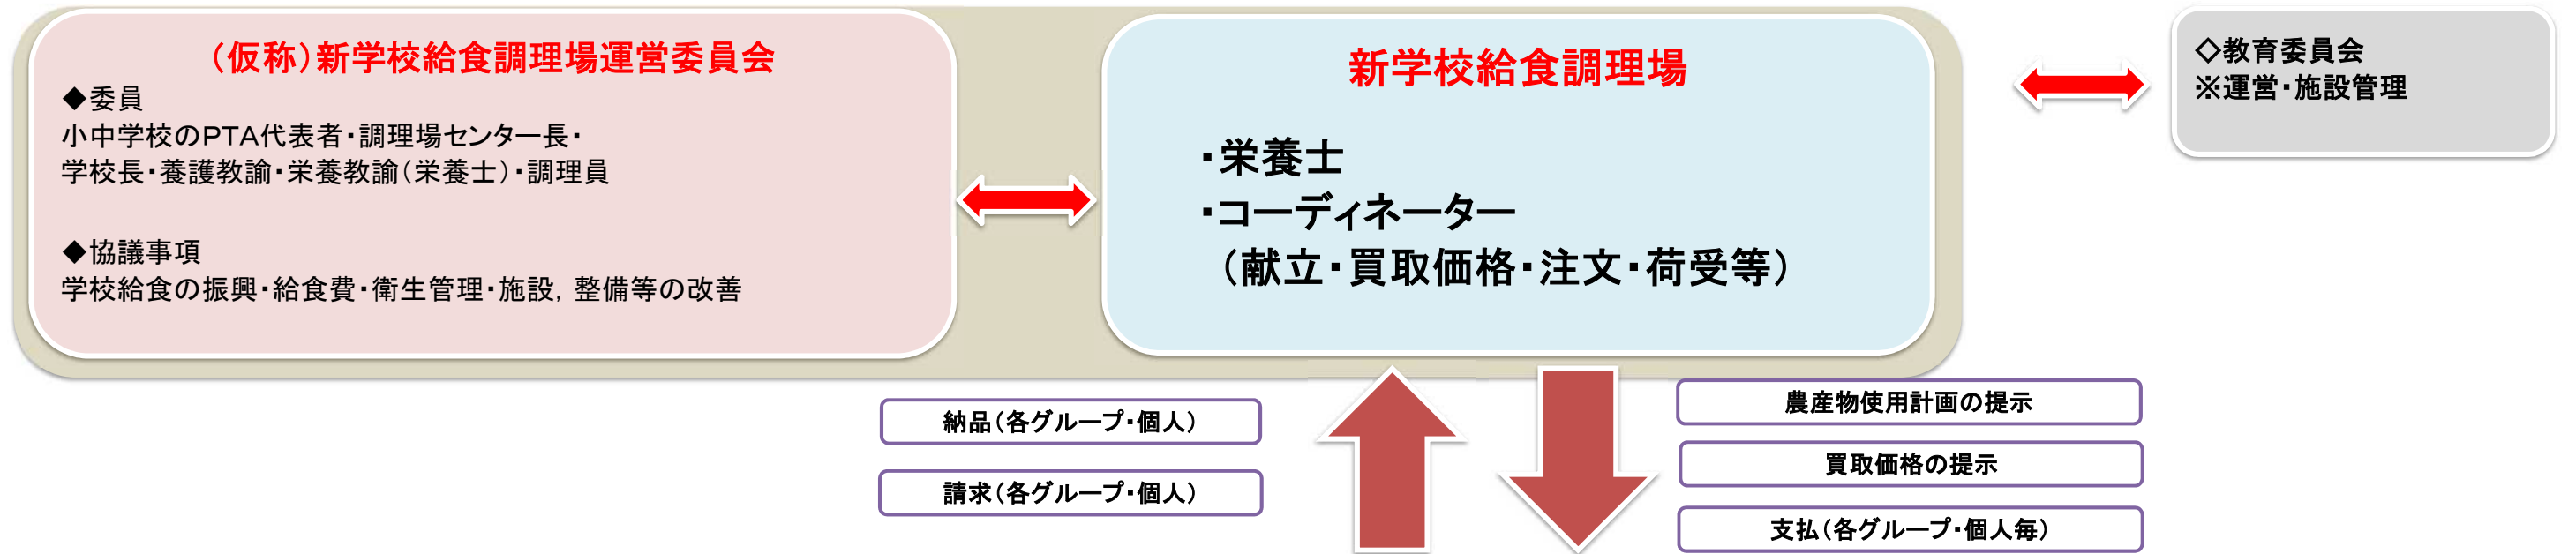 （仮称）新学校給食調理場運営委員会
◆委員
小中学校のＰＴＡ代表者・調理場センター長・
学校長・養護教諭・栄養教諭（栄養士）・調理員
◆協議事項
学校給食の振興・給食費・衛生管理・施設，整備等の改善
新学校給食調理場
・栄養士
・コーディネーター
（献立・買取価格・注文・荷受等）
◇教育委員会
※運営・施設管理
納品（各グループ・個人）
請求（各グループ・個人）
農産物使用計画の提示
買取価格の提示
支払（各グループ・個人毎）